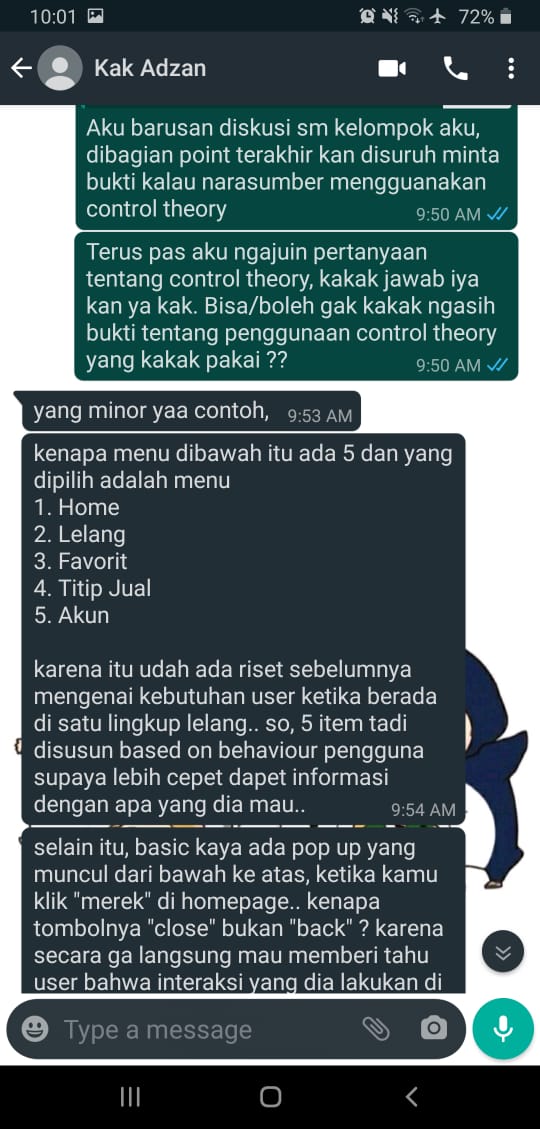 10:01
72%
Kak Adzan
Aku barusan diskusi sm kelompok aku,
dibagian point terakhir kan disuruh minta
bukti kalau narasumber mengguanakan
control theory
9:50 AM
Terus pas aku ngajuin pertanyaan
tentang control theory, kakak jawab iya
kan ya kak. Bisa/boleh gak kakak ngasih
bukti tentang penggunaan control theory
yang kakak pakai ??
9:50 AM
yang minor yaa contoh,
9:53 AM
kenapa menu dibawah itu ada 5 dan yang
dipilih adalah menu
1. Home
2. Lelang
3. Favorit
4. Titip Jual
5. Akun
karena itu udah ada riset sebelumnya
mengenai kebutuhan user ketika berada
di satu lingkup lelang.. so, 5 item tadi
disusun based on behaviour pengguna
supaya lebih cepet dapet informasi
dengan apa yang dia mau..
9:54 AM
selain itu, basic kaya ada pop up yang
muncul dari bawah ke atas, ketika kamu
klik "merek" di homepage.. kenapa
tombolnya "close" bukan "back" ? karena
secara ga langsung mau memberi tahu
user bahwa interaksi yang dia lakukan di
Type a message